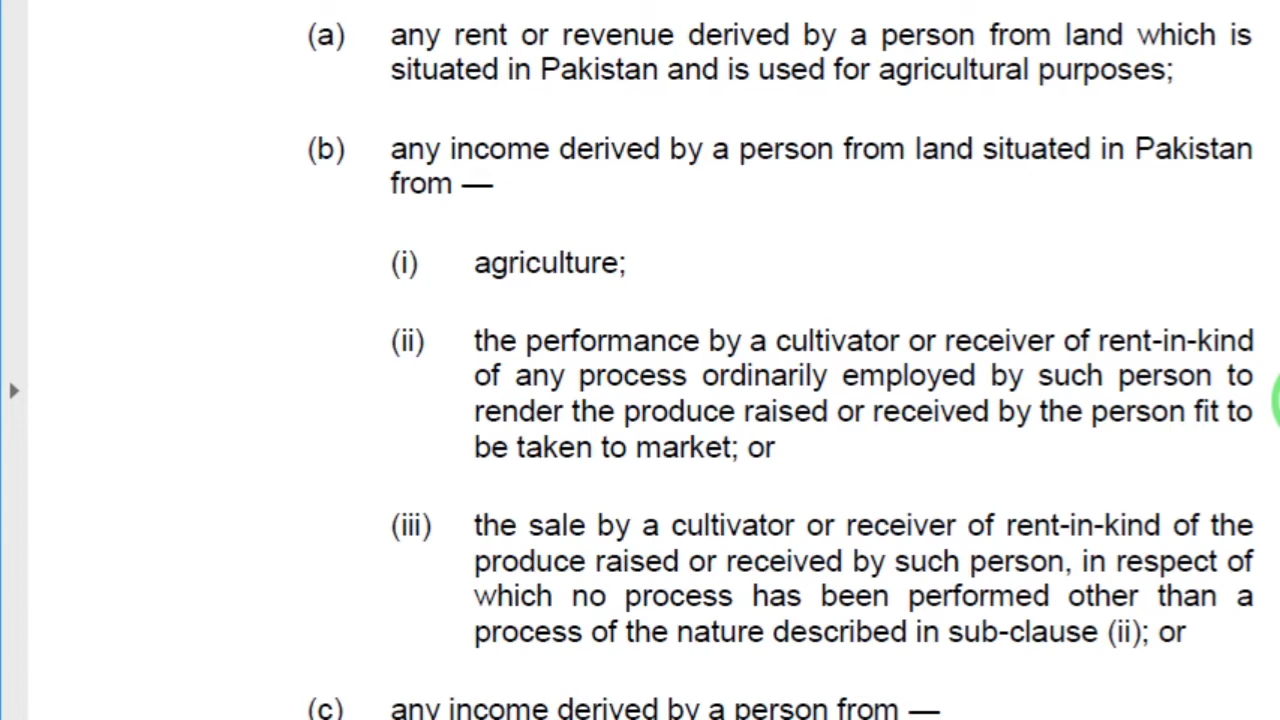 (a) any rent or revenue derived by a person from land which is
situated in Pakistan and is used for agricultural purposes;
(b) any income derived by a person from land situated in Pakistan
from —
(i) agriculture;
(ii) the performance by a cultivator or receiver of rent-in-kind
of any process ordinarily employed by such person to
render the produce raised or received by the person fit to
be taken to market; or
(iii) the sale by a cultivator or receiver of rent-in-kind of the
produce raised or received by such person, in respect of
which no process has been performed other than a
process of the nature described in sub-clause (ii); or
(c) any income derived by a person from —